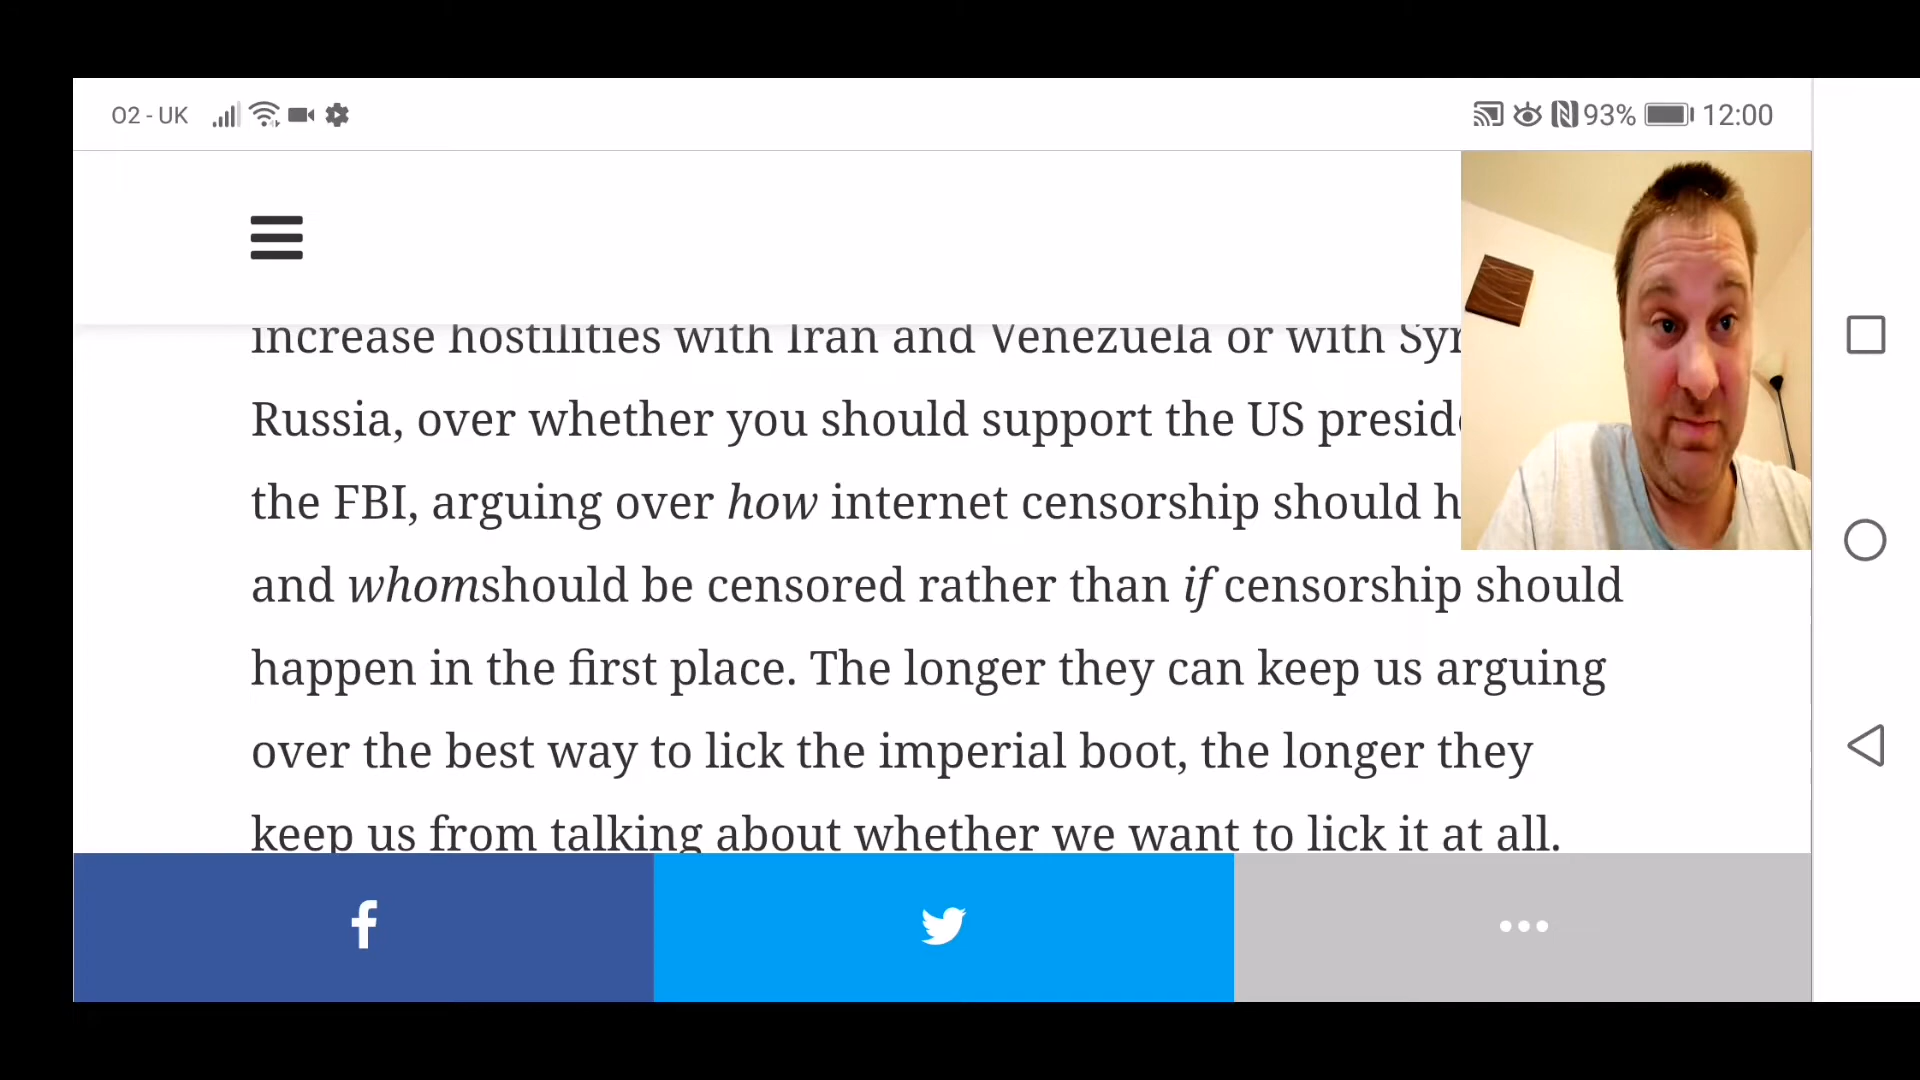 O2 - UK 93% 12:00
increase hostilities with Iran and Venezuela or with
Russia, over whether you should support the US
the FBI, arguing over how internet censorship should
and whomshould be censored rather than if censorship should
happen in the first place. The longer they can keep us arguing
over the best way to lick the imperial boot, the longer they
keep us from talking about whether we want to lick it at all.